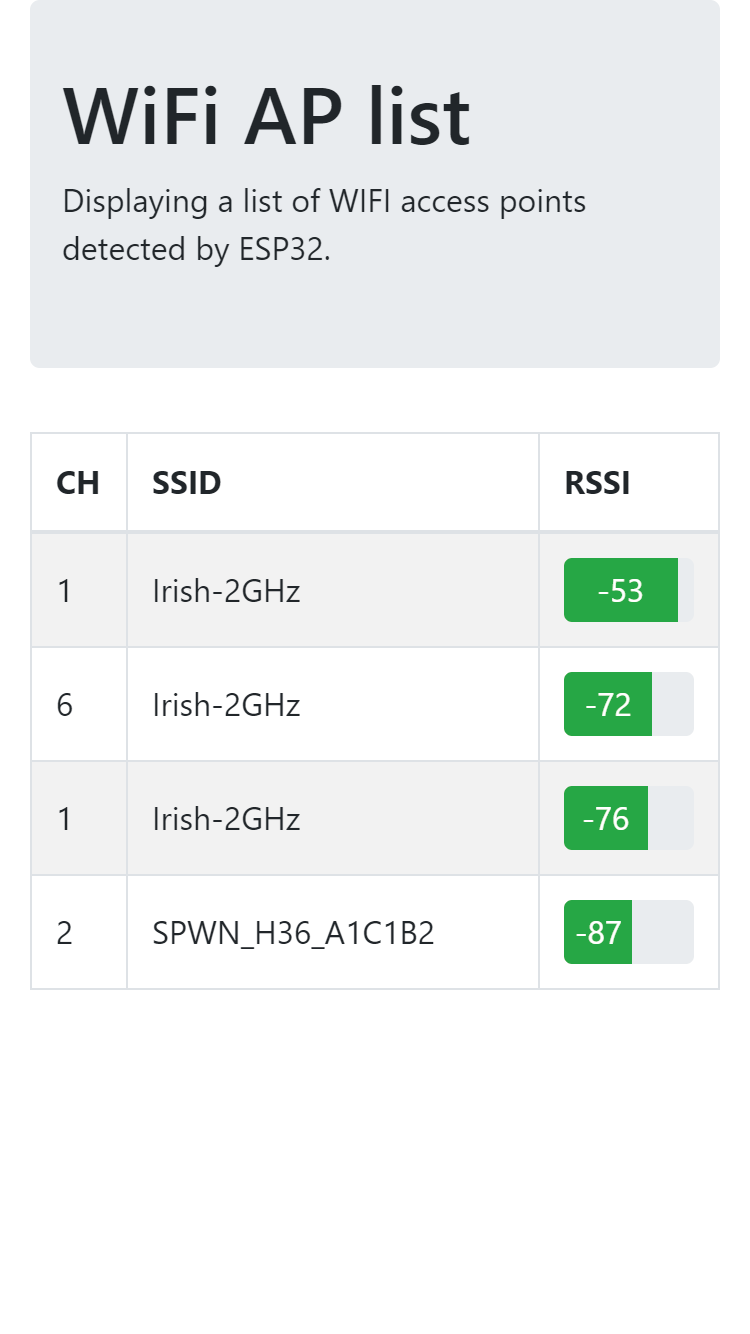 WiFi AP list
Displaying a list of WIFI access points
detected by ESP32.
CH SSID RSSI
1 Irish-2GHz -53
6 Irish-2GHz -72
1 Irish-2GHz -76
2 SPWN_H36_A1C1B2 -87